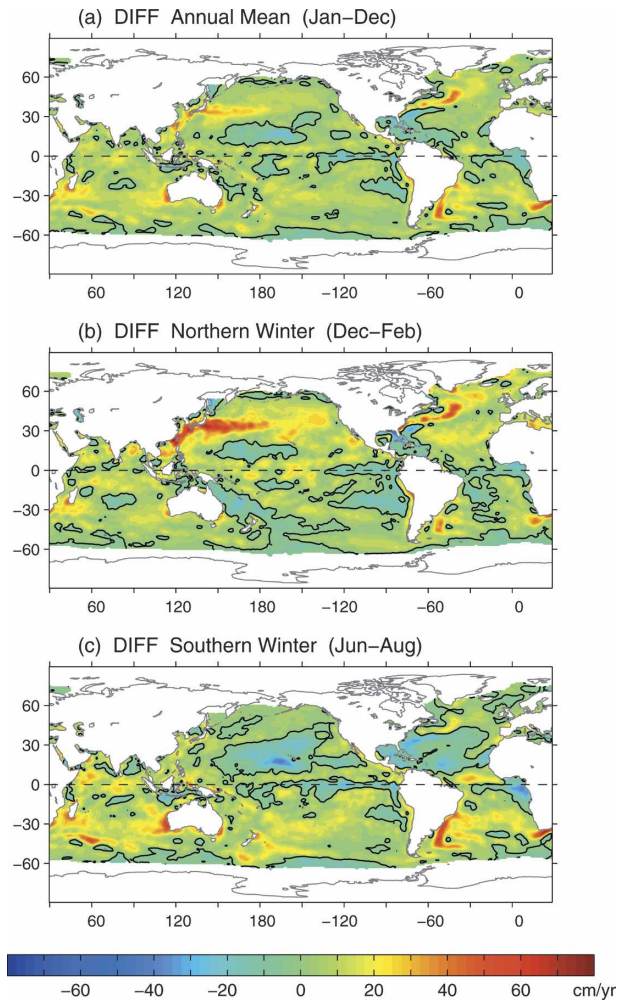 (a) DIFF Annual Mean (Jan−Dec)
60
30
0
−30
−60
60 120 180 −120 −60 0
(b) DIFF Northern Winter (Dec−Feb)
60
30
0
−30
−60
60 120 180 −120 −60 0
(c) DIFF Southern Winter (Jun−Aug)
60
30
0
−30
−60
60 120 180 −120 −60 0
−60 −40 −20 0 20 40 60 cm/yr